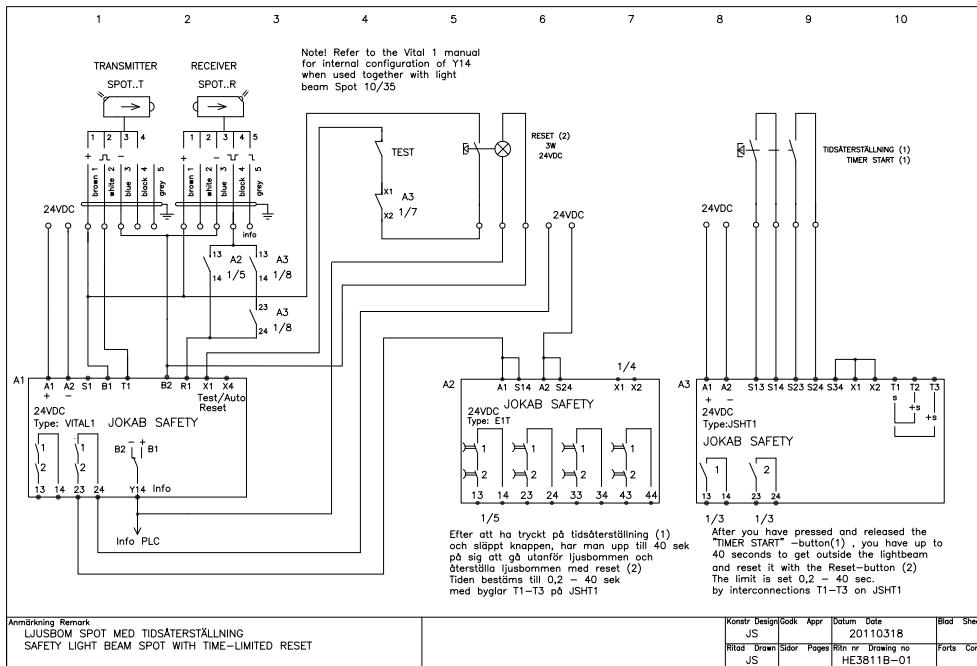 1 2 3 4 5 6 7 8 9 10
Note! Refer to the Vital 1 manual
for internal configuration of Y14
when used together with light
beam Spot 10/35
TRANSMITTER
SPOT..T
RECEIVER
SPOT..R
1 2 3 4
1 2 3 4 5
+ −
+ −
brown 1
white 2
blue 3
black 4
grey 5
brown 1
white 2
blue 3
black 4
grey 5
24VDC
info
13
14
A2
1/5
13
14
A3
1/8
23
24
A3
1/8
TEST
X1
X2
A3
1/7
RESET (2)
3W
24VDC
24VDC
TIDSÅTERSTÄLLNING (1)
TIMER START (1)
24VDC
A1
A1 A2 S1 B1 T1 B2 R1 X1 X4
+ −
Test/Auto
Reset
24VDC
Type: VITAL1
JOKAB SAFETY
1
2
1
2
− +
B2 B1
13 14 23 24 Y14 Info
Info PLC
A2
A1 S14 A2 S24 X1 X2
1/4
24VDC
Type: E1T
JOKAB SAFETY
1 1 1 1
2 2 2 2
13 14 23 24 33 34 43 44
1/5
A3
A1 A2 S13 S14 S23 S24 S34 X1 X2 T1 T2 T3
+ −
s +s +s
24VDC
Type:JSHT1
JOKAB SAFETY
1 2
13 14 23 24
1/3 1/3
Efter att ha tryckt på tidsåterställning (1)
och släppt knappen, har man upp till 40 sek
på sig att gå utanför ljusbommen och
återställa ljusbommen med reset (2)
Tiden bestäms till 0,2 − 40 sek
med byglar T1−T3 på JSHT1
After you have pressed and released the
"TIMER START" −button(1) , you have up to
40 seconds to get outside the lightbeam
and reset it with the Reset−button (2)
The limit is set 0,2 − 40 sec.
by interconnections T1−T3 on JSHT1
Anmärkning Remark
LJUSBOM SPOT MED TIDSÅTERSTÄLLNING
SAFETY LIGHT BEAM SPOT WITH TIME−LIMITED RESET
Konstr Design Godk Appr Datum Date Blad
JS 20110318
Ritad Drawn Sidor Pages Ritn nr Drawing no Forts
JS HE3811B−01